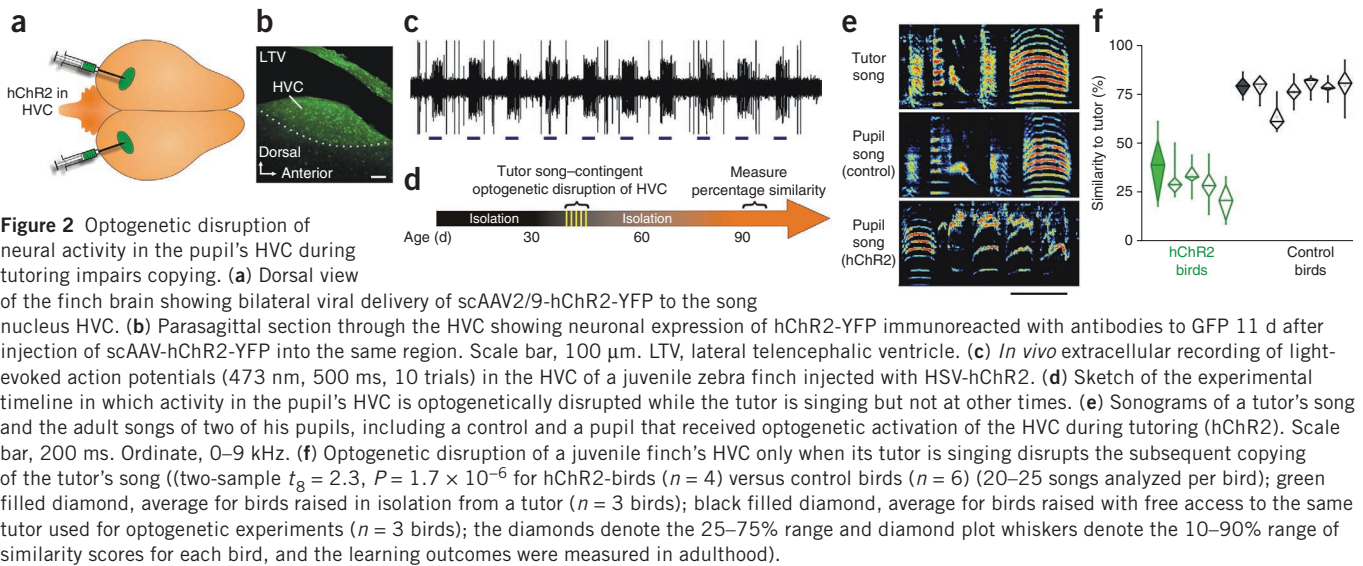 a
hChR2 in
HVC
b
LTV
HVC
Dorsal
Anterior
c
d
Tutor song–contingent
optogenetic disruption of HVC
Measure
percentage similarity
Isolation
Isolation
Age (d)
30
60
90
e
Tutor
song
Pupil
song
(control)
Pupil
song
(hChR2)
f
Similarity to tutor (%)
100
75
50
25
0
hChR2
birds
Control
birds
Figure 2 Optogenetic disruption of
neural activity in the pupil's HVC during
tutoring impairs copying. (a) Dorsal view
of the finch brain showing bilateral viral delivery of scAAV2/9-hChR2-YFP to the song
nucleus HVC. (b) Parasagittal section through the HVC showing neuronal expression of hChR2-YFP immunoreacted with antibodies to GFP 11 d after
injection of scAAV-hChR2-YFP into the same region. Scale bar, 100 μm. LTV, lateral telencephalic ventricle. (c) In vivo extracellular recording of light-
evoked action potentials (473 nm, 500 ms, 10 trials) in the HVC of a juvenile zebra finch injected with HSV-hChR2. (d) Sketch of the experimental
timeline in which activity in the pupil's HVC is optogenetically disrupted while the tutor is singing but not at other times. (e) Sonograms of a tutor's song
and the adult songs of two of his pupils, including a control and a pupil that received optogenetic activation of the HVC during tutoring (hChR2). Scale
bar, 200 ms. Ordinate, 0–9 kHz. (f) Optogenetic disruption of a juvenile finch's HVC only when its tutor is singing disrupts the subsequent copying
of the tutor's song ((two-sample t₈ = 2.3, P = 1.7 × 10⁻⁶ for hChR2-birds (n = 4) versus control birds (n = 6) (20–25 songs analyzed per bird); green
filled diamond, average for birds raised in isolation from a tutor (n = 3 birds); black filled diamond, average for birds raised with free access to the same
tutor used for optogenetic experiments (n = 3 birds); the diamonds denote the 25–75% range and diamond plot whiskers denote the 10–90% range of
similarity scores for each bird, and the learning outcomes were measured in adulthood).